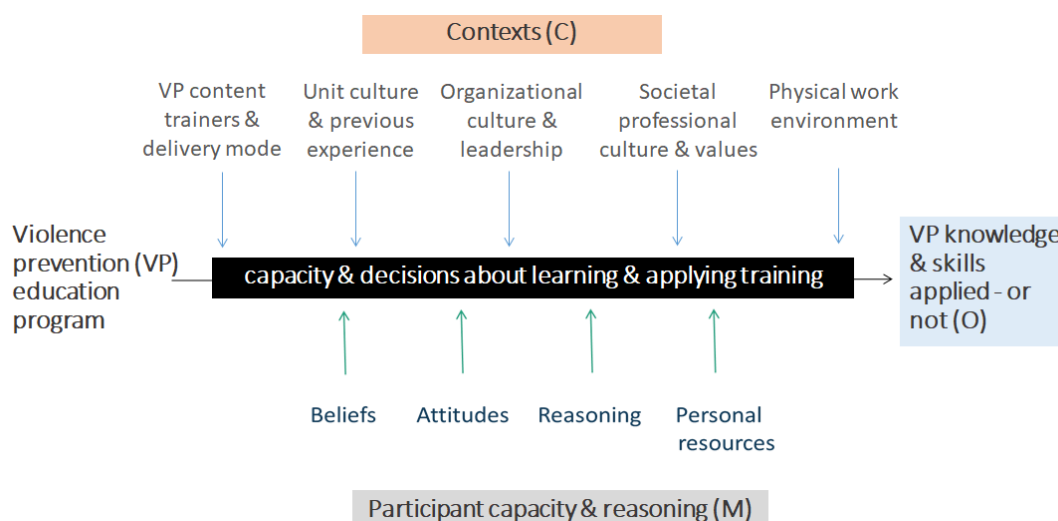 Contexts (C)
VP content
trainers &
delivery mode
Unit culture
& previous
experience
Organizational
culture &
leadership
Societal
professional
culture & values
Physical work
environment
Violence
prevention (VP)
education
program
capacity & decisions about learning & applying training
VP knowledge
& skills
applied - or
not (O)
Beliefs
Attitudes
Reasoning
Personal
resources
Participant capacity & reasoning (M)